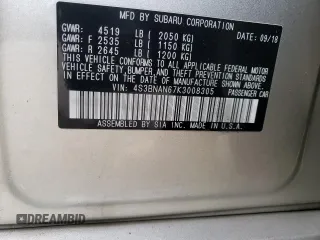 MFD. BY SUBARU CORPORATION DATE: 09/18
GVWR: 4519 LB ( 2050 KG)
GAWR: F 2535 LB ( 1150 KG)
GAWR: R 2645 LB ( 1200 KG)
THIS VEHICLE CONFORMS TO ALL APPLICABLE FEDERAL MOTOR
VEHICLE SAFETY, BUMPER, AND THEFT PREVENTION STANDARDS
IN EFFECT ON THE DATE OF MANUFACTURE SHOWN ABOVE.
VIN: 4S3BNAN67K3008305
PASSENGER CAR
ASSEMBLED BY SIA INC. MADE IN U.S.A.
DREAMBID